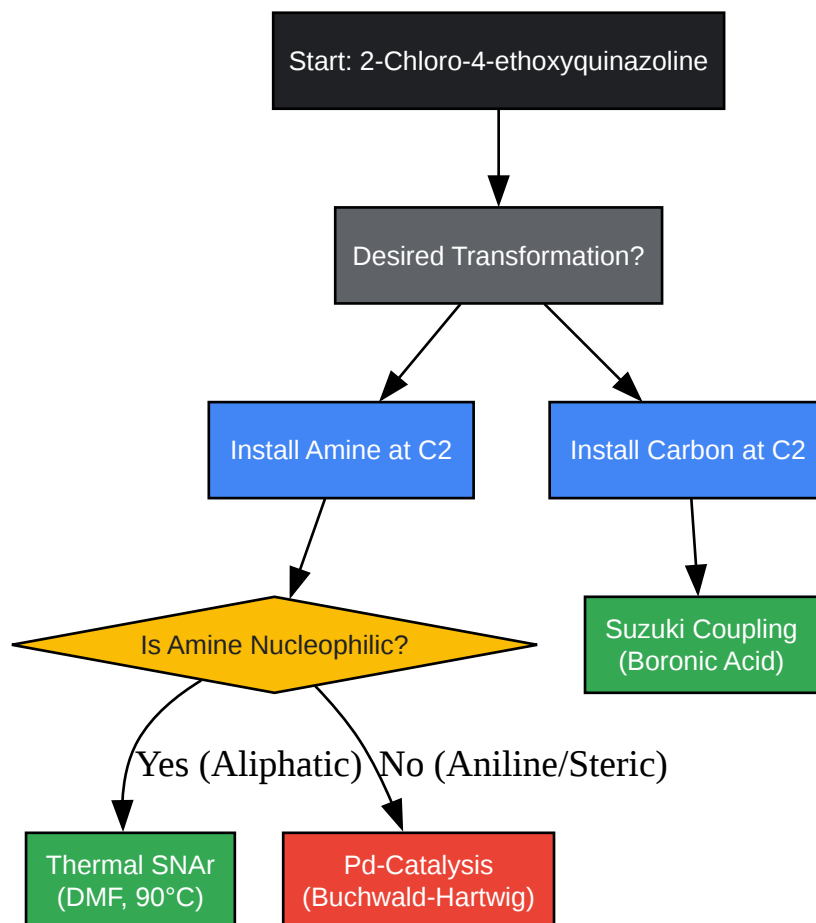 Start: 2-Chloro-4-ethoxyquinazoline
Desired Transformation?
Install Amine at C2
Install Carbon at C2
Is Amine Nucleophilic?
Suzuki Coupling
(Boronic Acid)
Yes (Aliphatic)
No (Aniline/Steric)
Thermal SNAr
(DMF, 90°C)
Pd-Catalysis
(Buchwald-Hartwig)